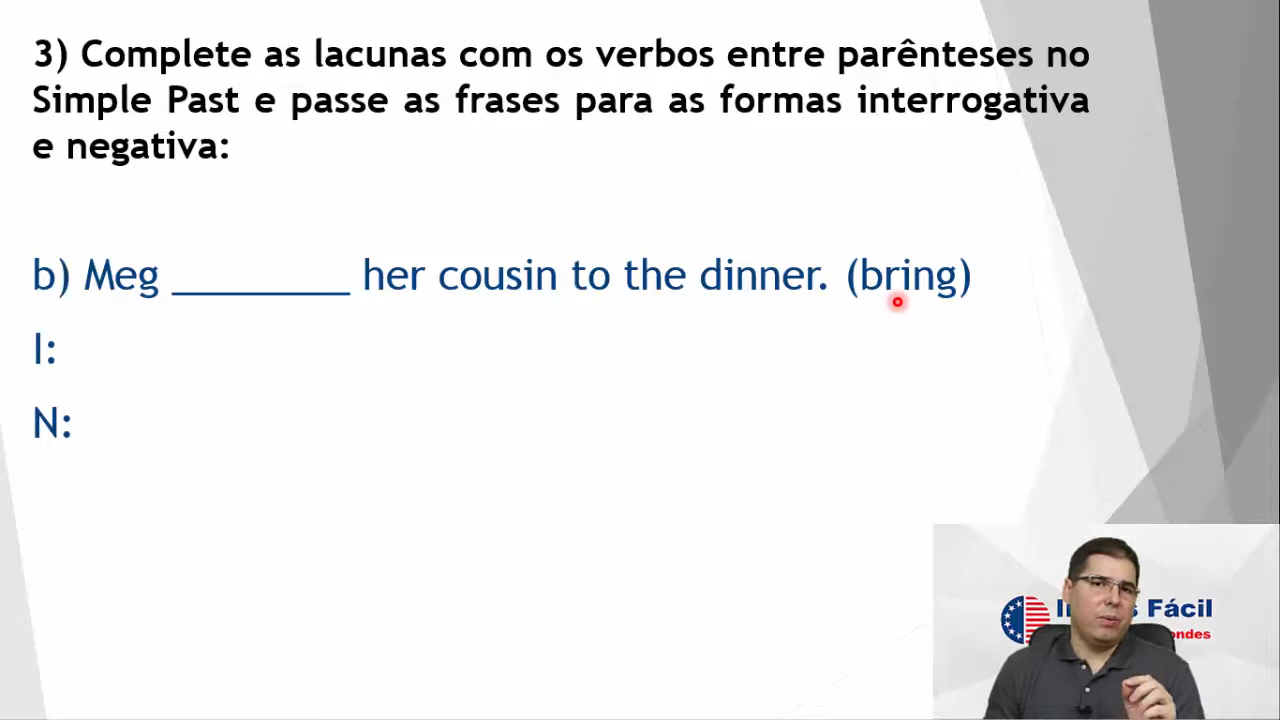 3) Complete as lacunas com os verbos entre parênteses no
Simple Past e passe as frases para as formas interrogativa
e negativa:
b) Meg ________ her cousin to the dinner. (bring)
I:
N:
Fácil